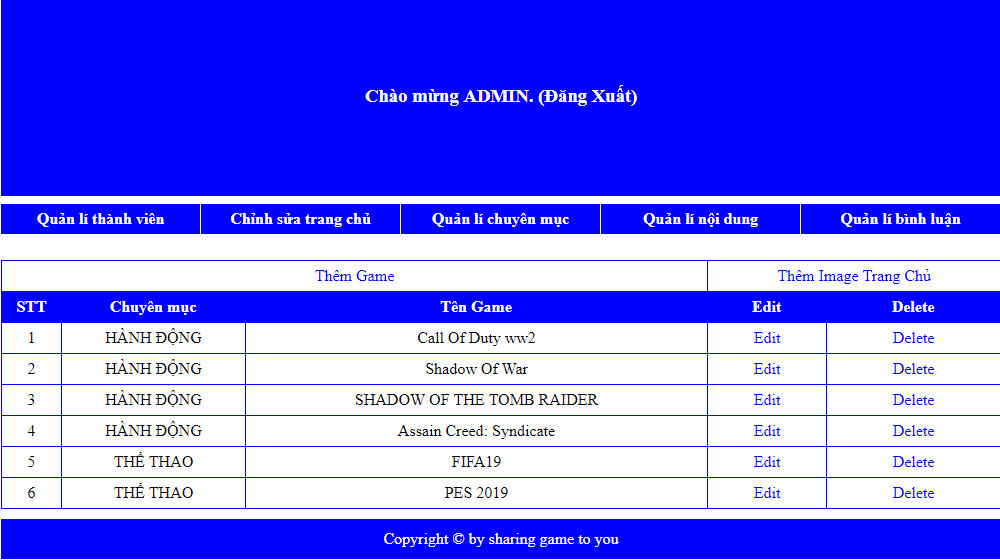 Chào mừng ADMIN. (Đăng Xuất)
Quản lí thành viên Chỉnh sửa trang chủ Quản lí chuyên mục Quản lí nội dung Quản lí bình luận
Thêm Game Thêm Image Trang Chủ
STT Chuyên mục Tên Game Edit Delete
1 HÀNH ĐỘNG Call Of Duty ww2 Edit Delete
2 HÀNH ĐỘNG Shadow Of War Edit Delete
3 HÀNH ĐỘNG SHADOW OF THE TOMB RAIDER Edit Delete
4 HÀNH ĐỘNG Assain Creed: Syndicate Edit Delete
5 THỂ THAO FIFA19 Edit Delete
6 THỂ THAO PES 2019 Edit Delete
Copyright © by sharing game to you